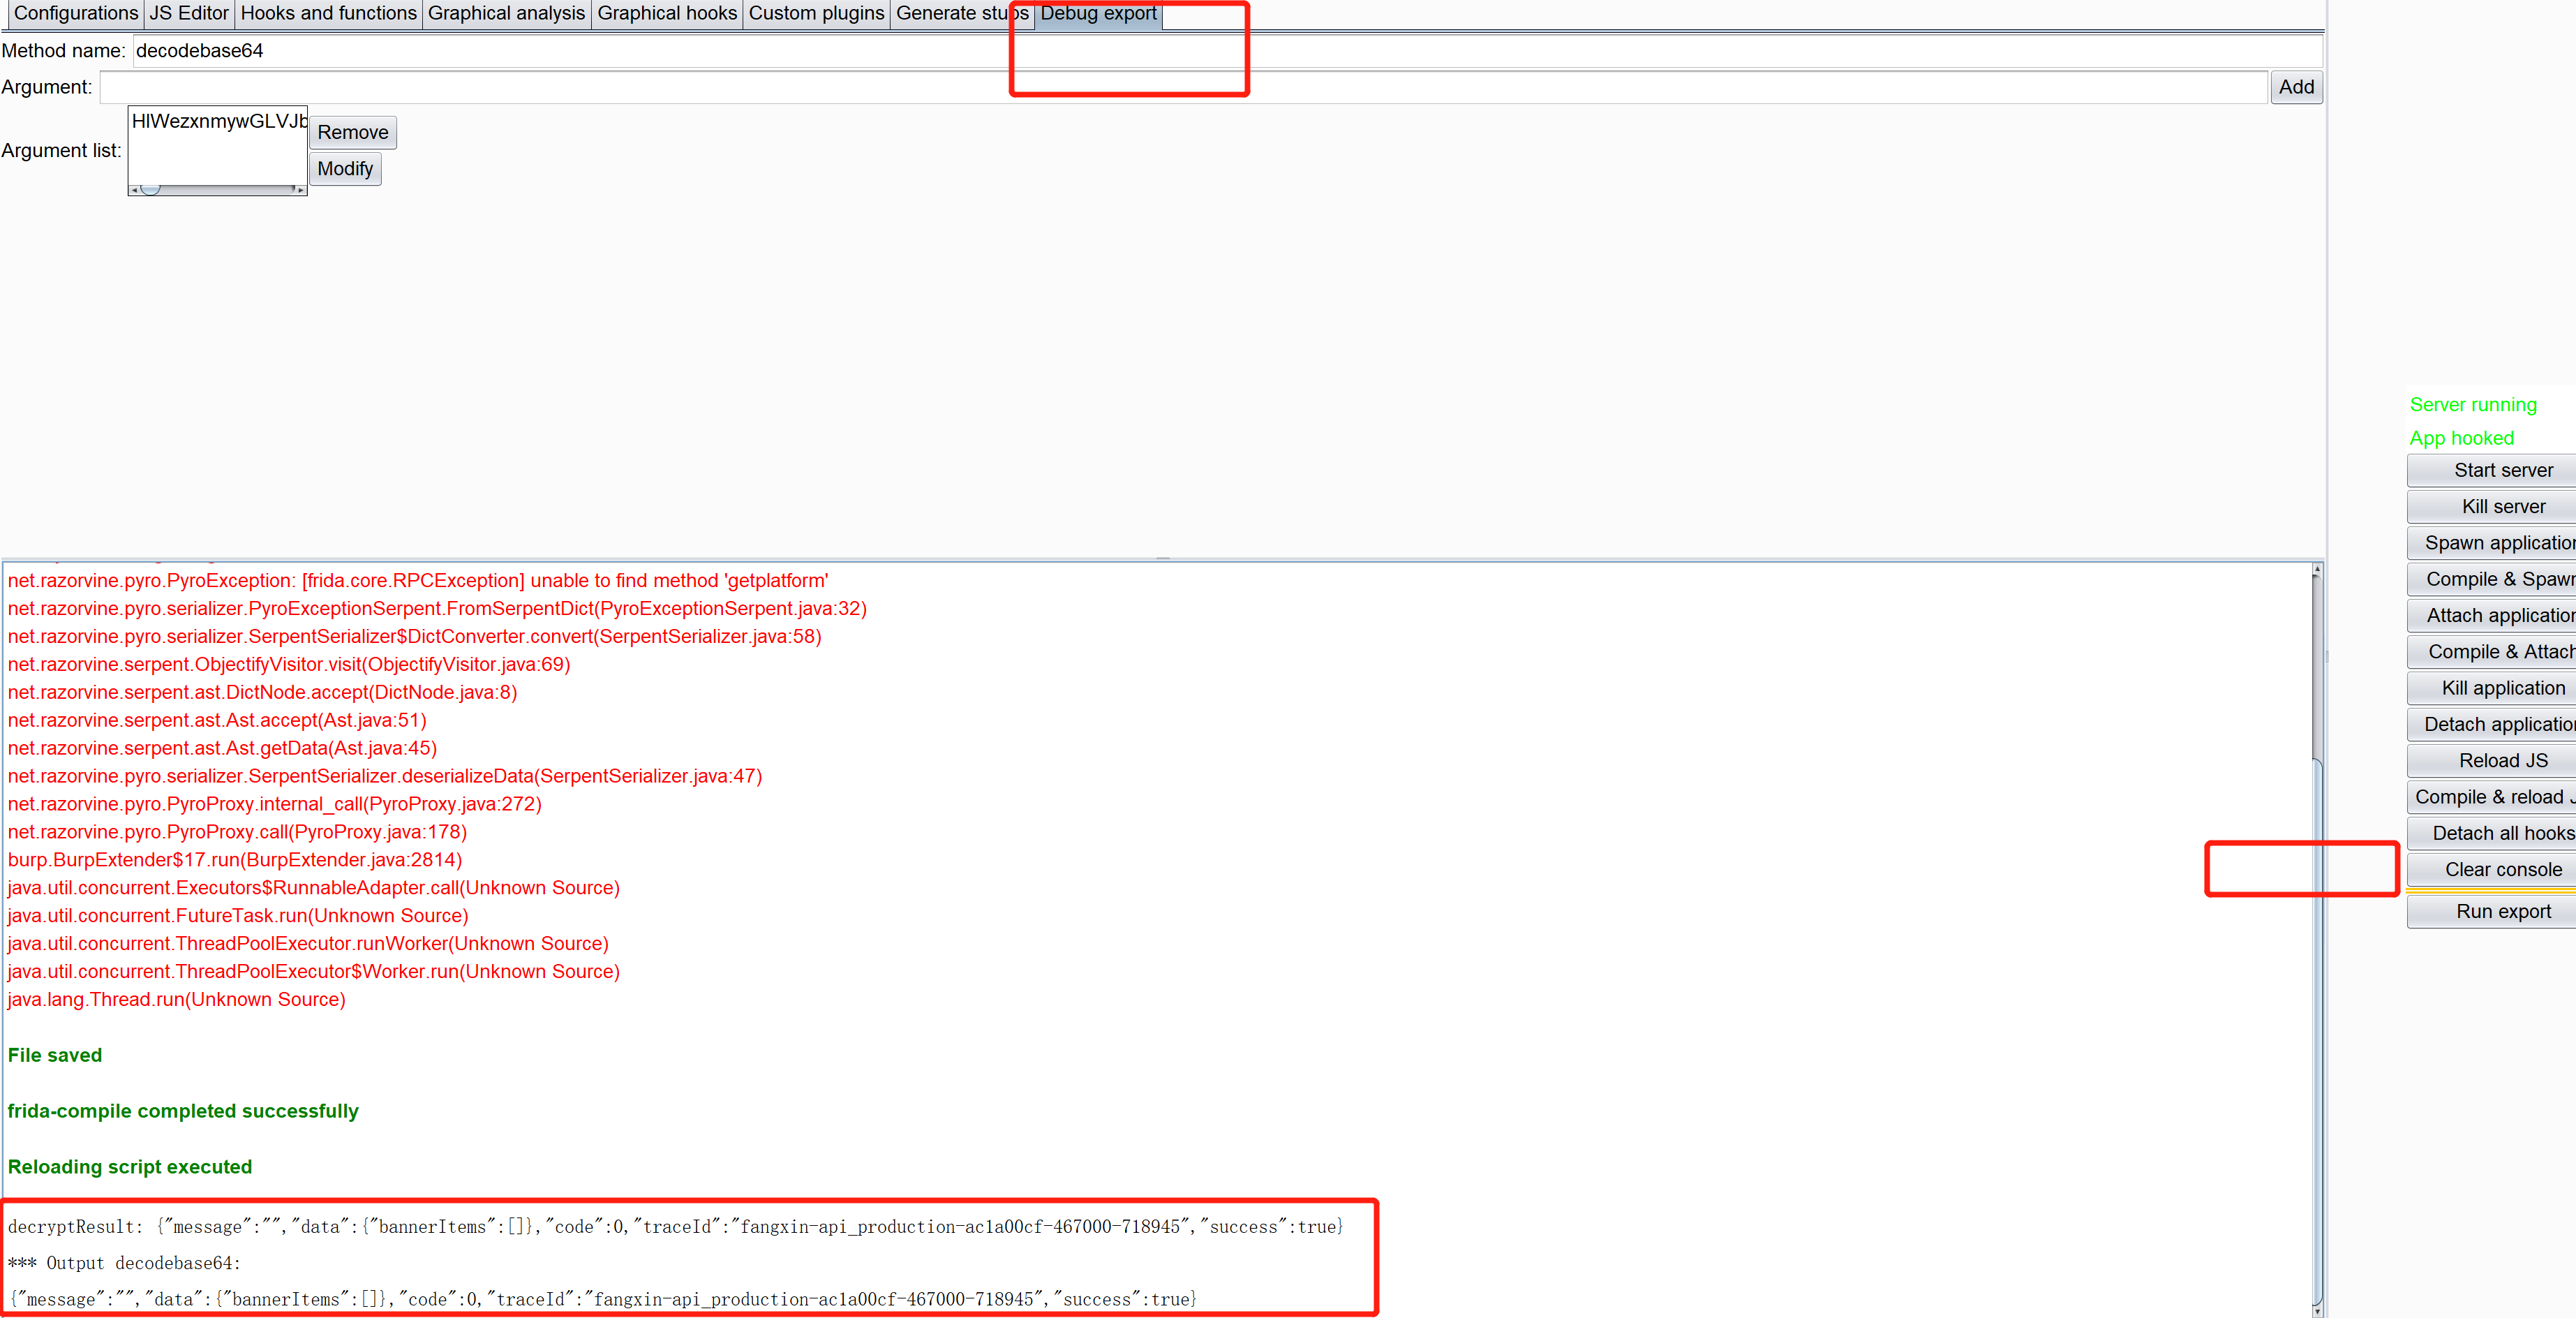 Configurations JS Editor Hooks and functions Graphical analysis Graphical hooks Custom plugins Generate stubs Debug export
Method name: decodebase64
Argument: Add
HlWezxnmywGLVJb
Remove
Argument list:
Modify
Server running
App hooked
Start server
Kill server
Spawn application
Compile & Spawn
Attach application
Compile & Attach
Kill application
Detach application
Reload JS
Compile & reload J
Detach all hooks
Clear console
Run export
net.razorvine.pyro.PyroException: [frida.core.RPCException] unable to find method 'getplatform'
net.razorvine.pyro.serializer.PyroExceptionSerpent.FromSerpentDict(PyroExceptionSerpent.java:32)
net.razorvine.pyro.serializer.SerpentSerializer$DictConverter.convert(SerpentSerializer.java:58)
net.razorvine.serpent.ObjectifyVisitor.visit(ObjectifyVisitor.java:69)
net.razorvine.serpent.ast.DictNode.accept(DictNode.java:8)
net.razorvine.serpent.ast.Ast.accept(Ast.java:51)
net.razorvine.serpent.ast.Ast.getData(Ast.java:45)
net.razorvine.pyro.serializer.SerpentSerializer.deserializeData(SerpentSerializer.java:47)
net.razorvine.pyro.PyroProxy.internal_call(PyroProxy.java:272)
net.razorvine.pyro.PyroProxy.call(PyroProxy.java:178)
burp.BurpExtender$17.run(BurpExtender.java:2814)
java.util.concurrent.Executors$RunnableAdapter.call(Unknown Source)
java.util.concurrent.FutureTask.run(Unknown Source)
java.util.concurrent.ThreadPoolExecutor.runWorker(Unknown Source)
java.util.concurrent.ThreadPoolExecutor$Worker.run(Unknown Source)
java.lang.Thread.run(Unknown Source)
File saved
frida-compile completed successfully
Reloading script executed
decryptResult: {"message":"","data":{"bannerItems":[]},"code":0,"traceId":"fangxin-api_production-ac1a00cf-467000-718945","success":true}
*** Output decodebase64:
{"message":"","data":{"bannerItems":[]},"code":0,"traceId":"fangxin-api_production-ac1a00cf-467000-718945","success":true}